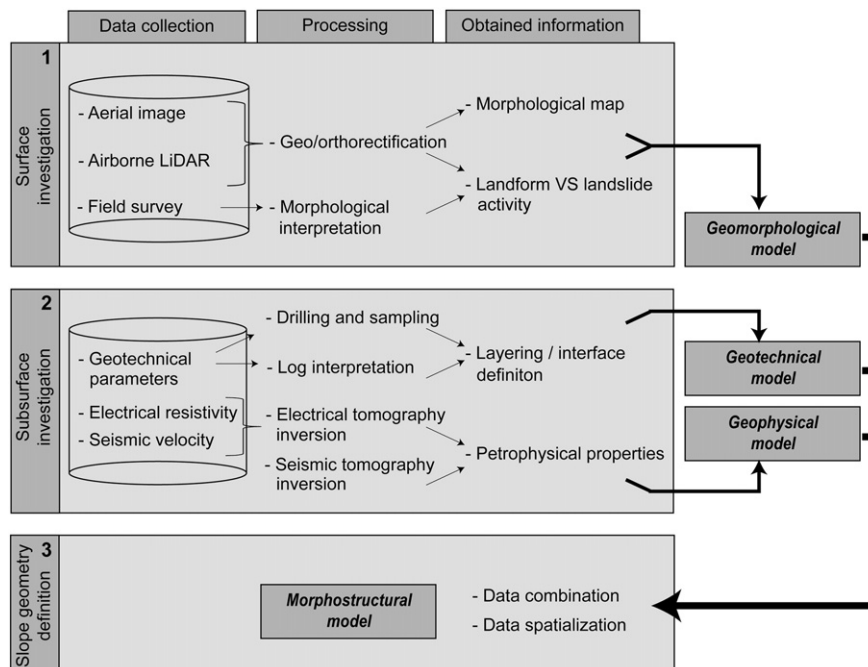 Data collection
Processing
Obtained information
1
Surface
investigation
- Aerial image
- Airborne LiDAR
- Field survey
- Geo/orthorectification
- Morphological
interpretation
- Morphological map
- Landform VS landslide
activity
Geomorphological
model
2
Subsurface
investigation
- Geotechnical
parameters
- Electrical resistivity
- Seismic velocity
- Drilling and sampling
- Log interpretation
- Electrical tomography
inversion
- Seismic tomography
inversion
- Layering / interface
definiton
- Petrophysical properties
Geotechnical
model
Geophysical
model
3
Slope geometry
definition
Morphostructural
model
- Data combination
- Data spatialization